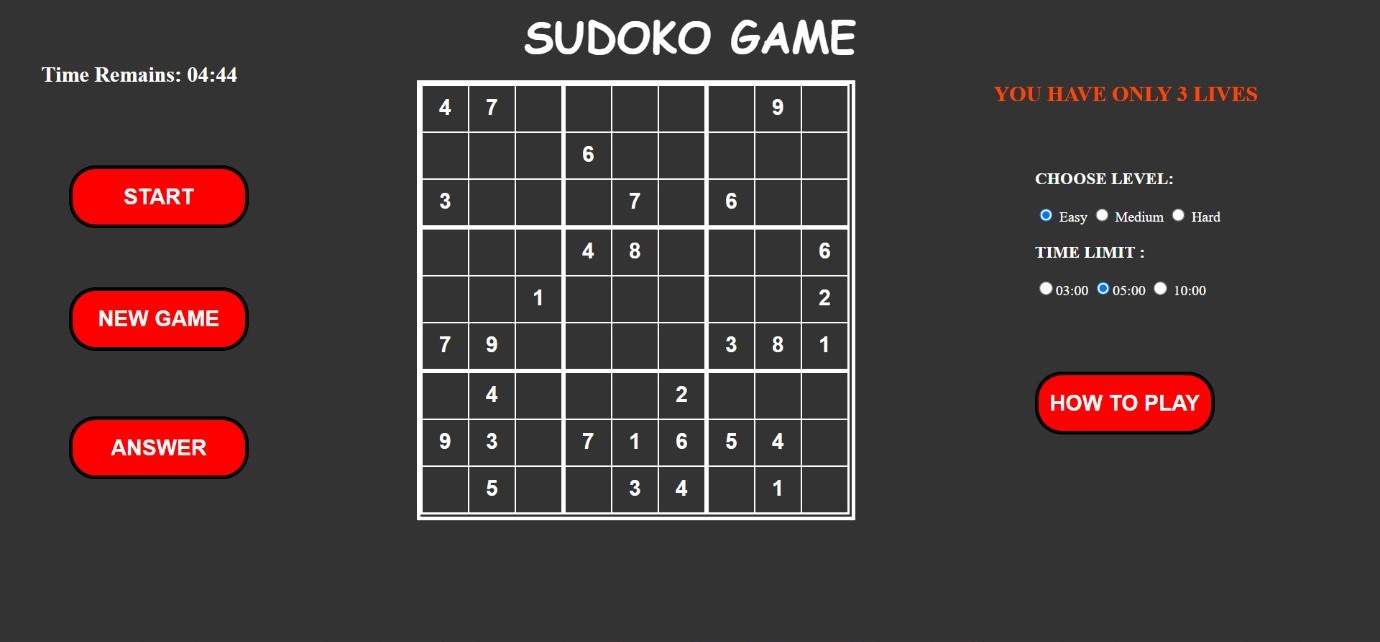 SUDOKO GAME
Time Remains: 04:44
YOU HAVE ONLY 3 LIVES
START
NEW GAME
ANSWER
4 7 9
6
3 7 6
4 8 6
1 2
7 9 3 8 1
4 2
9 3 7 1 6 5 4
5 3 4 1
CHOOSE LEVEL:
Easy Medium Hard
TIME LIMIT :
03:00 05:00 10:00
HOW TO PLAY